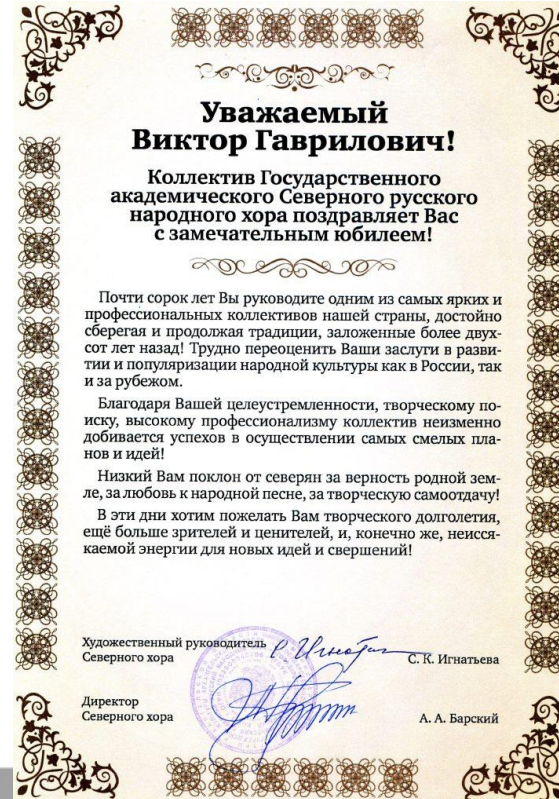 Уважаемый
Виктор Гаврилович!
Коллектив Государственного
академического Северного русского
народного хора поздравляет Вас
с замечательным юбилеем!
Почти сорок лет Вы руководите одним из самых ярких и
профессиональных коллективов нашей страны, достойно
сберегая и продолжая традиции, заложенные более двух-
сот лет назад! Трудно переоценить Ваши заслуги в разви-
тии и популяризации народной культуры как в России, так
и за рубежом.
Благодаря Вашей целеустремленности, творческому по-
иску, высокому профессионализму коллектив неизменно
добивается успехов в осуществлении самых смелых пла-
нов и идей!
Низкий Вам поклон от северян за верность родной зем-
ле, за любовь к народной песне, за творческую самоотдачу!
В эти дни хотим пожелать Вам творческого долголетия,
ещё больше зрителей и ценителей, и, конечно же, неисся-
каемой энергии для новых идей и свершений!
Художественный руководитель
Северного хора С. К. Игнатьева
Директор
Северного хора А. А. Барский